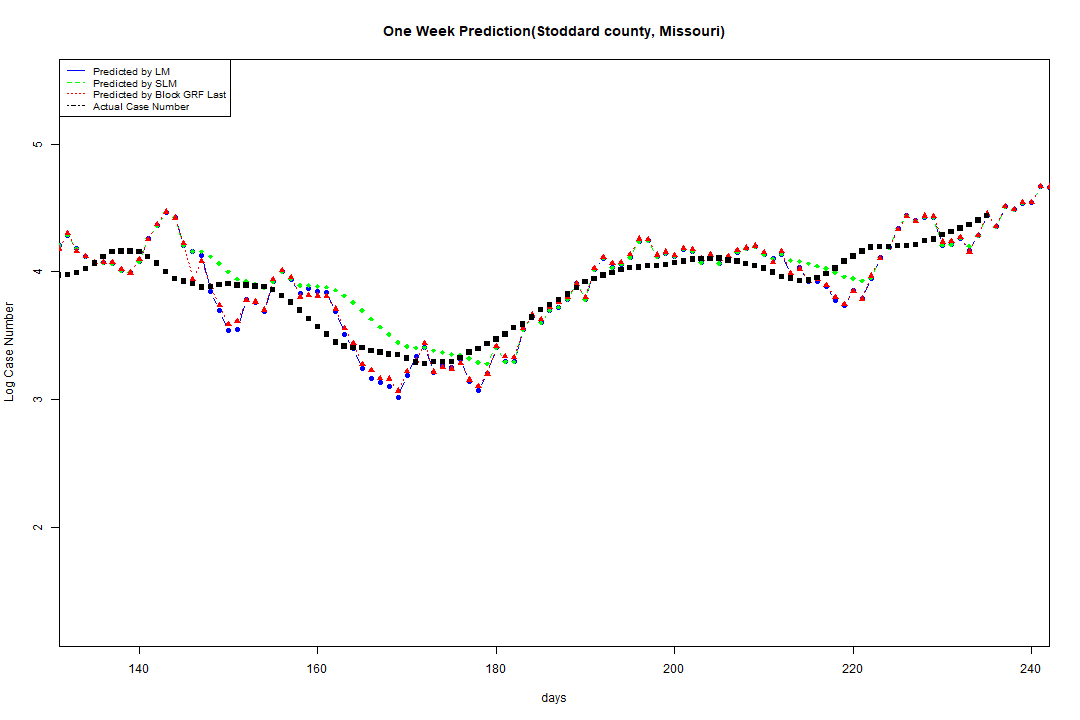 One Week Prediction(Stoddard county, Missouri)
Predicted by LM
Predicted by SLM
Predicted by Block GRF Last
Actual Case Number
5
4
3
2
Log Case Number
140 160 180 200 220 240
days